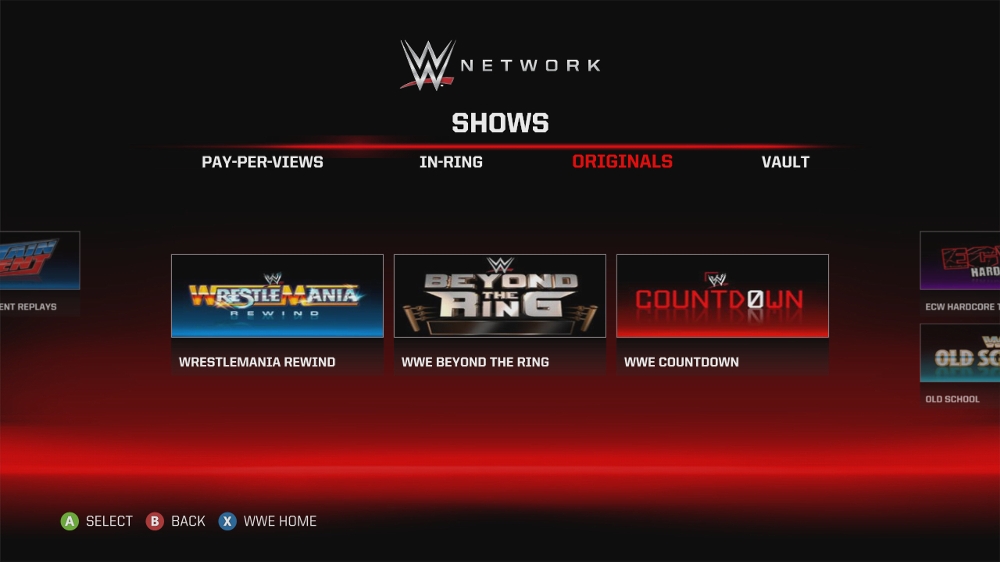 W NETWORK
SHOWS
PAY-PER-VIEWS IN-RING ORIGINALS VAULT
WRESTLEMANIA
REWIND
BEYOND
THE
RING
COUNTDOWN
HARD
OLD SC
ENT REPLAYS
ECW HARDCORE T
WRESTLEMANIA REWIND
WWE BEYOND THE RING
WWE COUNTDOWN
OLD SCHOOL
A SELECT B BACK X WWE HOME